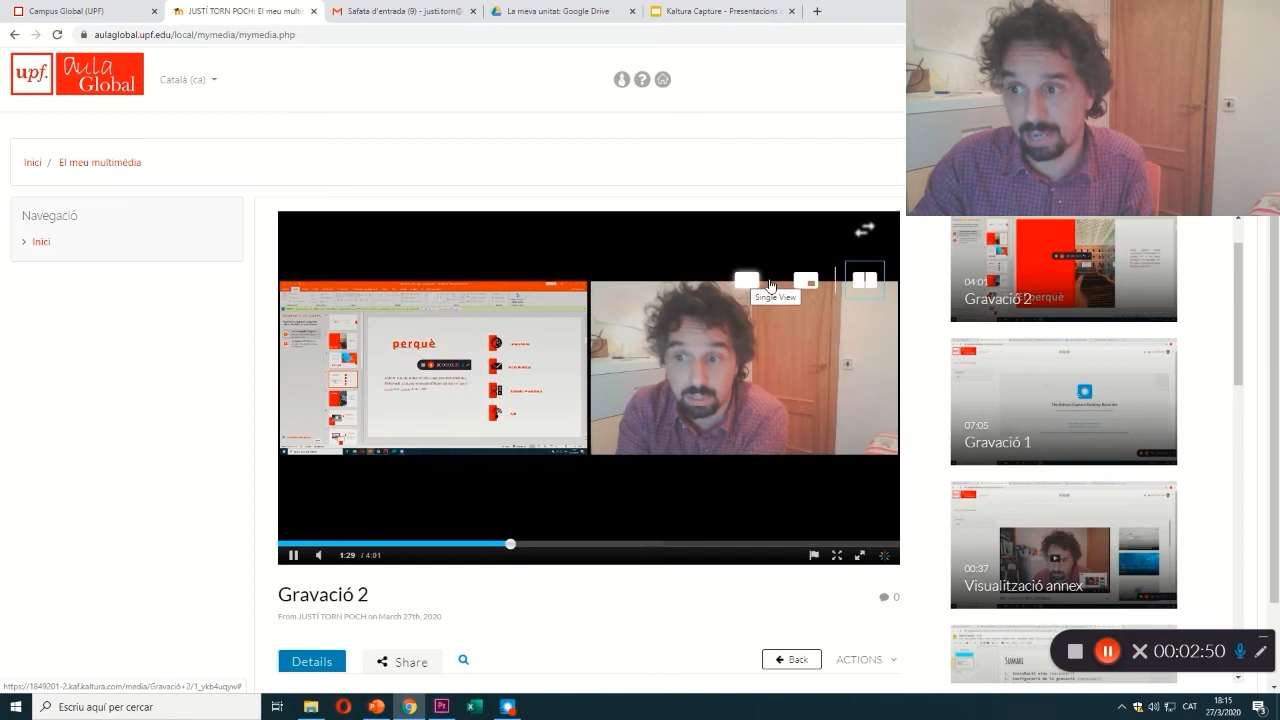 Campus Global (UPF)
JUSTÍ TORN POCH: El meu multim
Safata d'entrada (9) - justi.torn@
La meva unitat: Google Drive
Kaltura Capture - Presentacions c
aulaglobal.upf.edu/local/mymedia/mymedia.php
upf.
aula Global
Català (ca)
Inici / El meu multimèdia
Navegació
Inici
Single View
perquè
1:29 / 4:01
Gravació 2
0
From JUSTÍ TORN POCH on March 27th, 2020
Details
Share
Back
ACTIONS
04:01
Gravació 2
perquè
07:05
Gravació 1
00:37
Visualització annex
SUMARI
00:02:50
https://1849201-2.kaf.kaltura.com/media/Gravació+2/1_ykb4uqyw#
Escriu aquí per cercar
CAT
18:15
27/3/2020